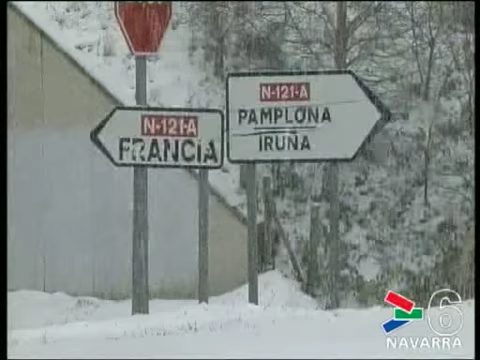 N-121-A
FRANCIA
N-121-A
PAMPLONA
IRUÑA
6
NAVARRA